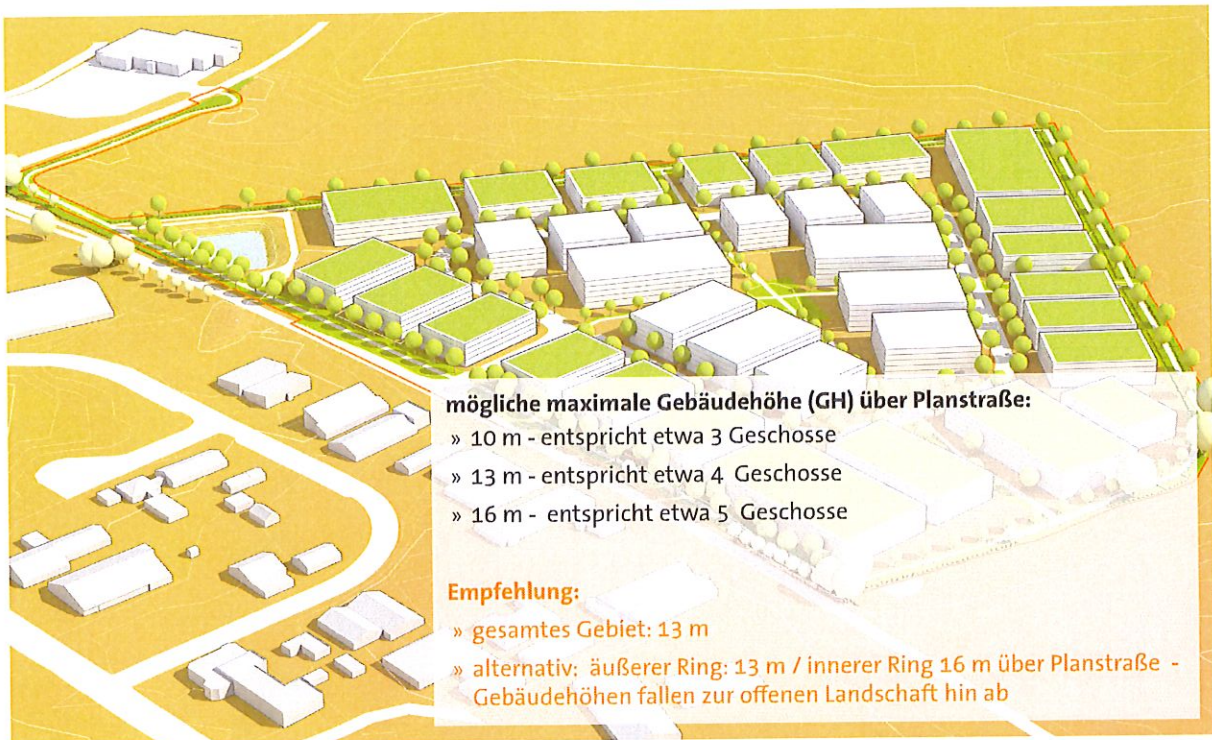 mögliche maximale Gebäudehöhe (GH) über Planstraße:
» 10 m - entspricht etwa 3 Geschosse
» 13 m - entspricht etwa 4 Geschosse
» 16 m - entspricht etwa 5 Geschosse
Empfehlung:
» gesamtes Gebiet: 13 m
» alternativ: äußerer Ring: 13 m / innerer Ring 16 m über Planstraße -
Gebäudehöhen fallen zur offenen Landschaft hin ab